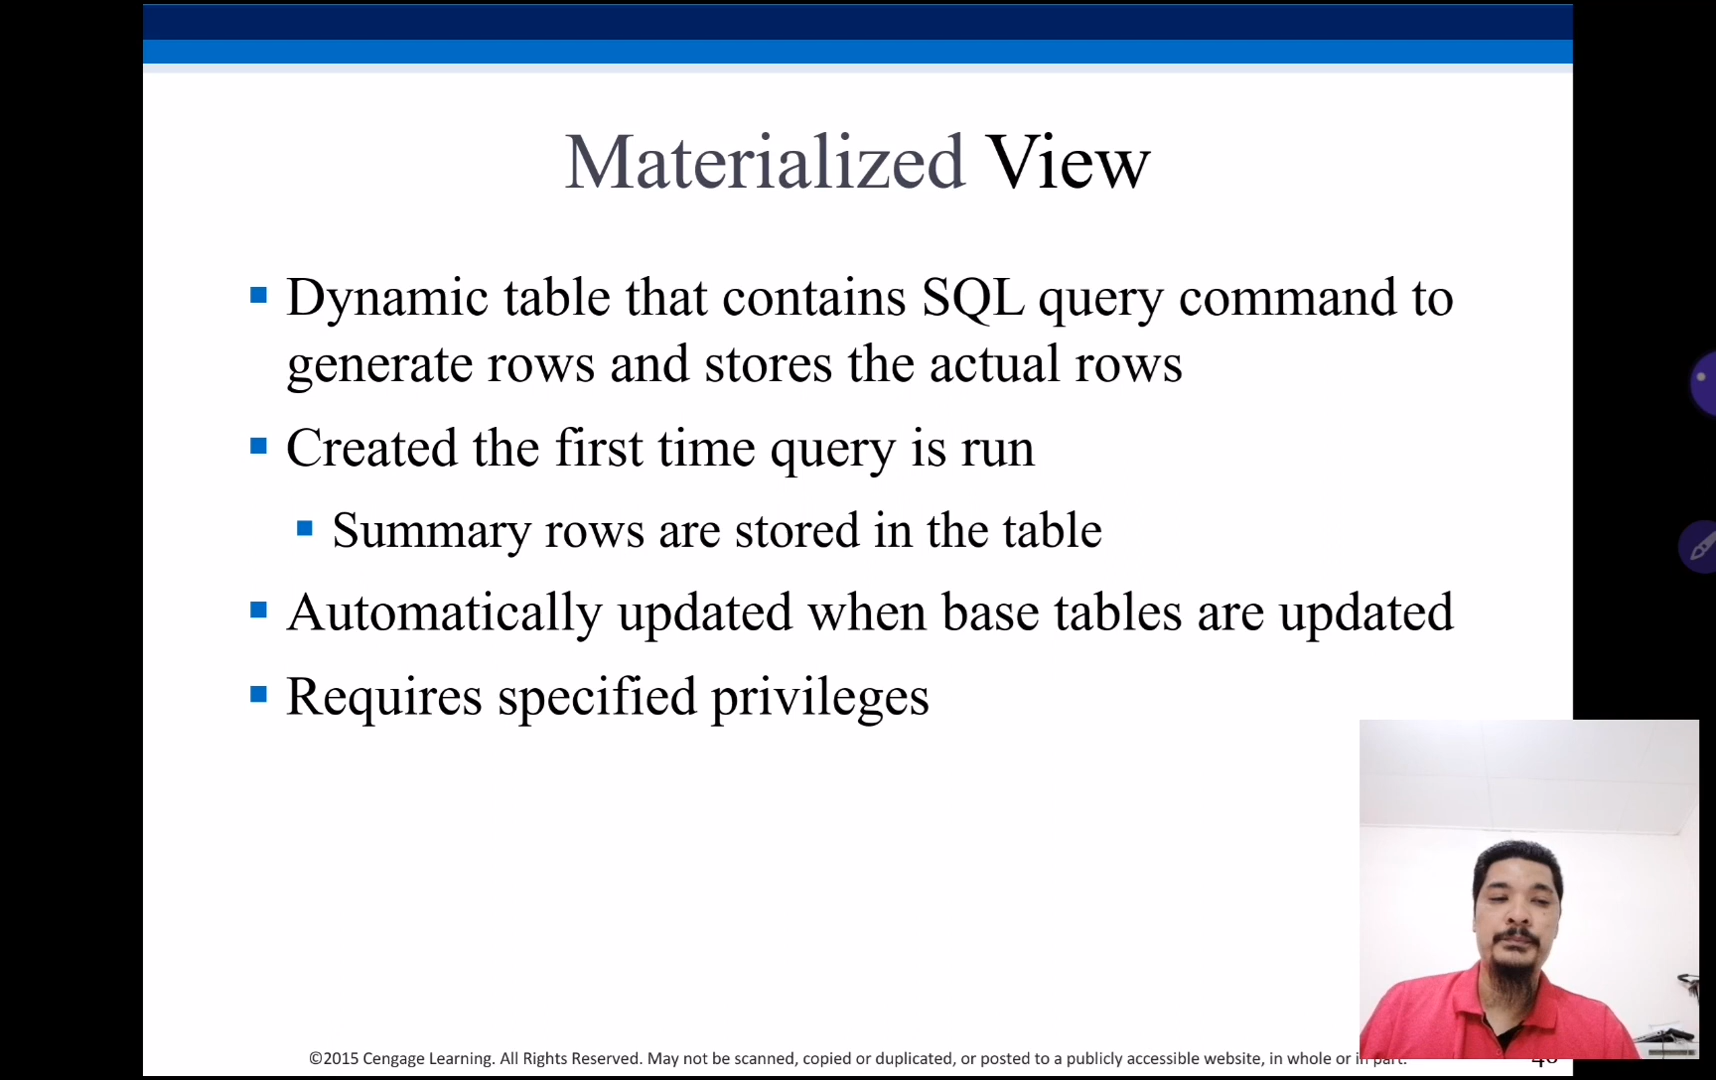 Materialized View
Dynamic table that contains SQL query command to
generate rows and stores the actual rows
Created the first time query is run
Summary rows are stored in the table
Automatically updated when base tables are updated
Requires specified privileges
©2015 Cengage Learning. All Rights Reserved. May not be scanned, copied or duplicated, or posted to a publicly accessible website, in whole or in part.